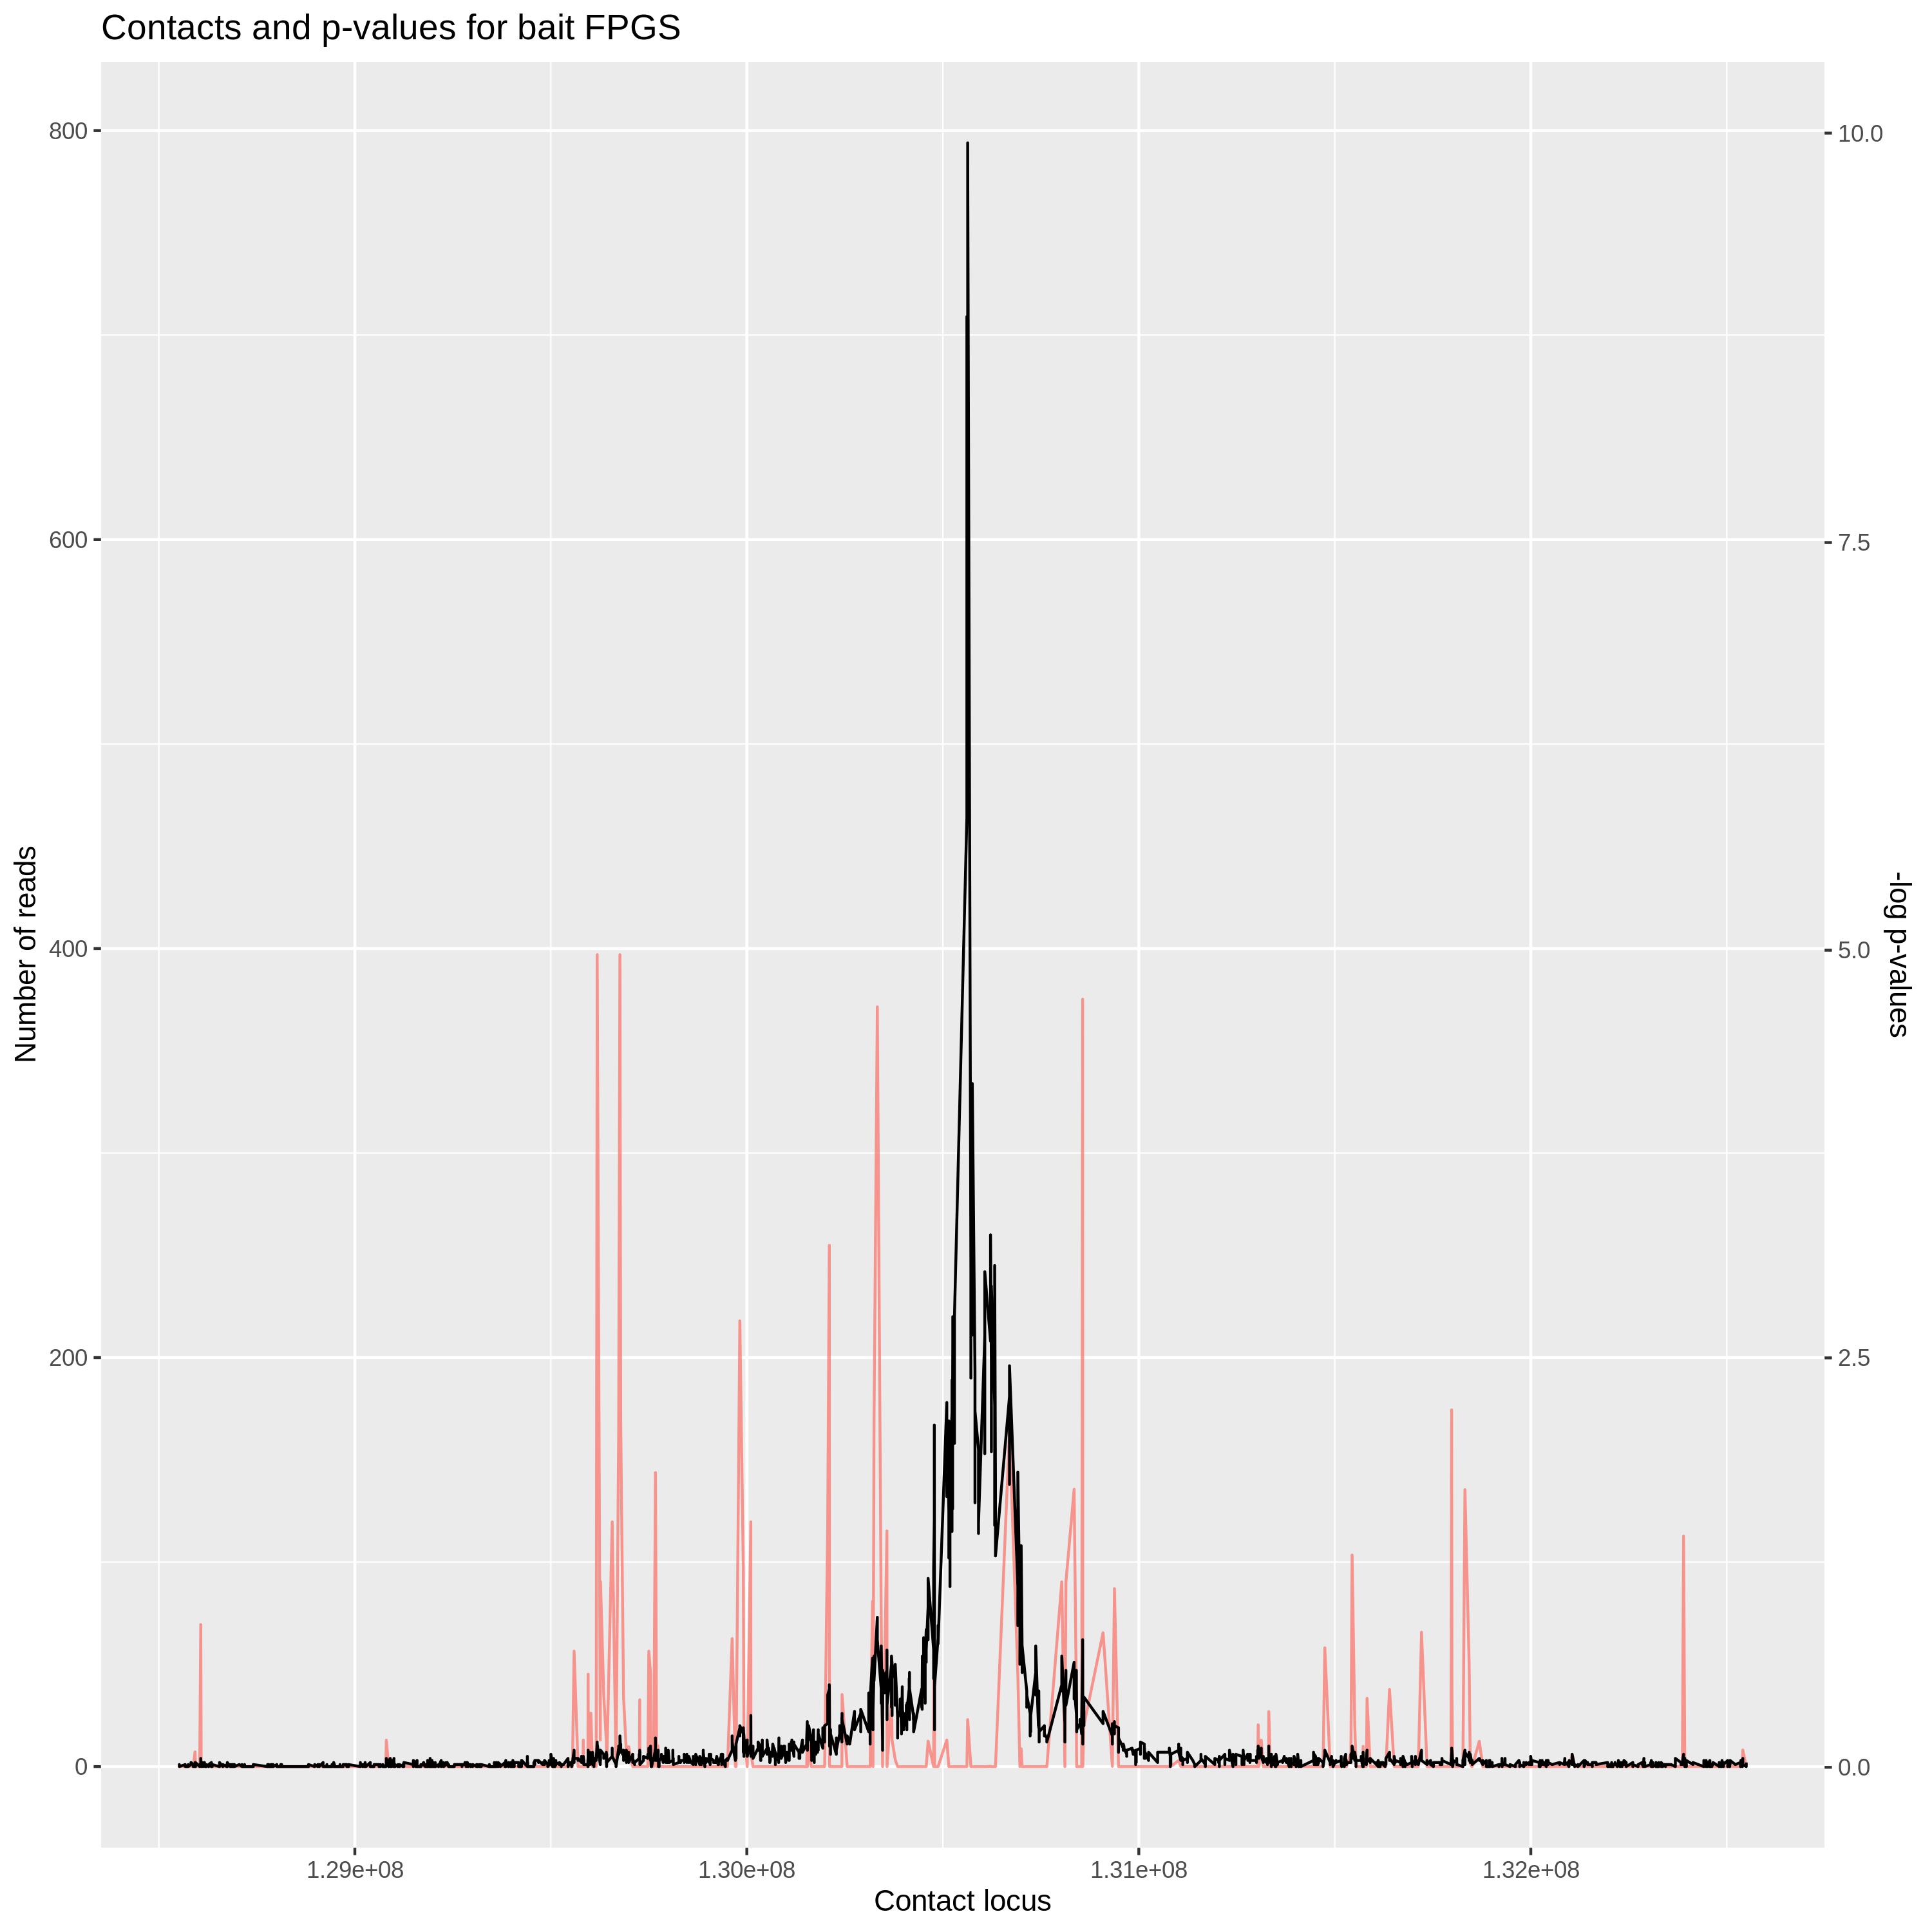 Contacts and p-values for bait FPGS
800
600
400
200
0
Number of reads
10.0
7.5
5.0
2.5
0.0
-log p-values
1.29e+08
1.30e+08
1.31e+08
1.32e+08
Contact locus